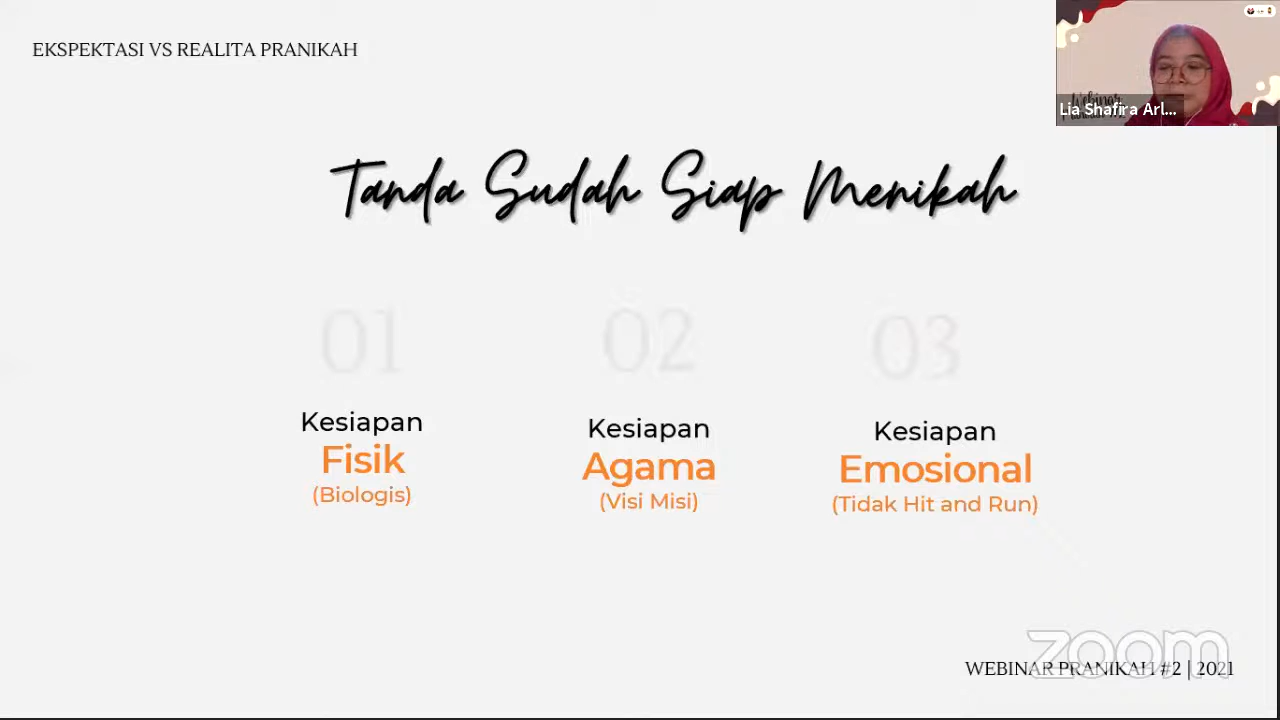 EKSPEKTASI VS REALITA PRANIKAH
Lia Shafira Arl...
Tanda Sudah Siap Menikah
01
02
03
Kesiapan
Fisik
(Biologis)
Kesiapan
Agama
(Visi Misi)
Kesiapan
Emosional
(Tidak Hit and Run)
zoom
WEBINAR PRANIKAH #2 | 2021